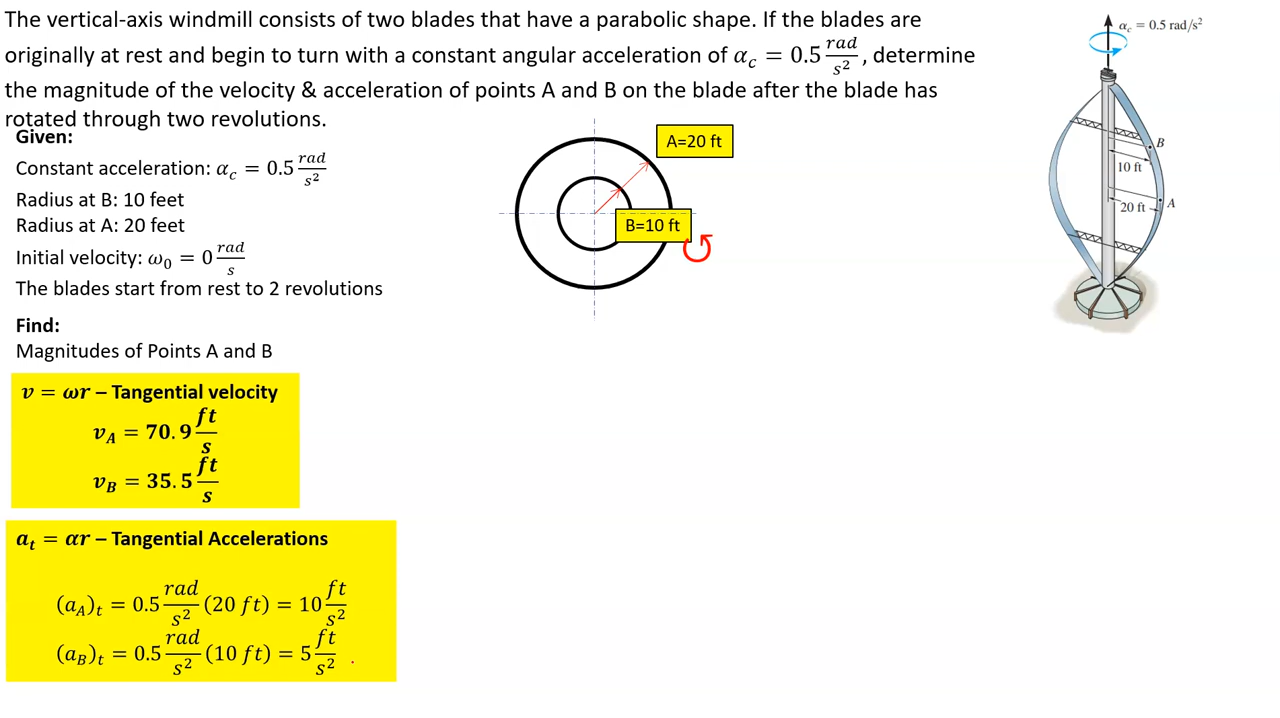 The vertical-axis windmill consists of two blades that have a parabolic shape. If the blades are
originally at rest and begin to turn with a constant angular acceleration of α_c = 0.5 rad/s², determine
the magnitude of the velocity & acceleration of points A and B on the blade after the blade has
rotated through two revolutions.
Given:
Constant acceleration: α_c = 0.5 rad/s²
Radius at B: 10 feet
Radius at A: 20 feet
Initial velocity: ω₀ = 0 rad/s
The blades start from rest to 2 revolutions
Find:
Magnitudes of Points A and B
v = ωr – Tangential velocity
v_A = 70.9 ft/s
v_B = 35.5 ft/s
a_t = αr – Tangential Accelerations
(a_A)_t = 0.5 rad/s² (20 ft) = 10 ft/s²
(a_B)_t = 0.5 rad/s² (10 ft) = 5 ft/s²
A=20 ft
B=10 ft
α_c = 0.5 rad/s²
B
10 ft
20 ft
A